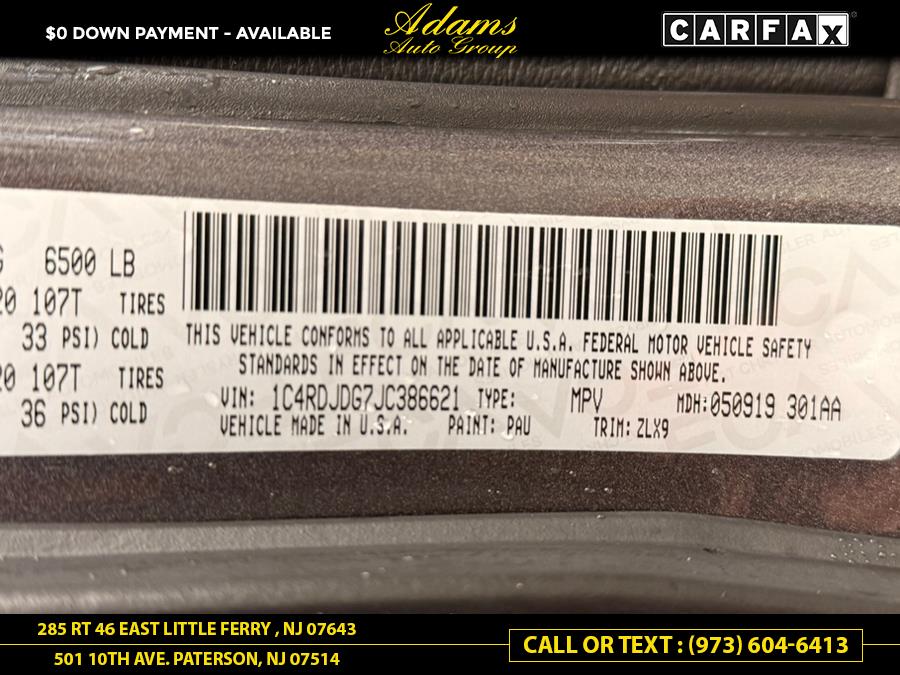 $0 DOWN PAYMENT - AVAILABLE
Adams
Auto Group
CARFAX
6500 LB
20 107T TIRES
33 PSI) COLD
20 107T TIRES
36 PSI) COLD
THIS VEHICLE CONFORMS TO ALL APPLICABLE U.S.A. FEDERAL MOTOR VEHICLE SAFETY
STANDARDS IN EFFECT ON THE DATE OF MANUFACTURE SHOWN ABOVE.
VIN: 1C4RDJDG7JC386621 TYPE: MPV MDH:050919 301AA
VEHICLE MADE IN U.S.A. PAINT: PAU TRIM: ZLX9
285 RT 46 EAST LITTLE FERRY , NJ 07643
501 10TH AVE. PATERSON, NJ 07514
CALL OR TEXT : (973) 604-6413